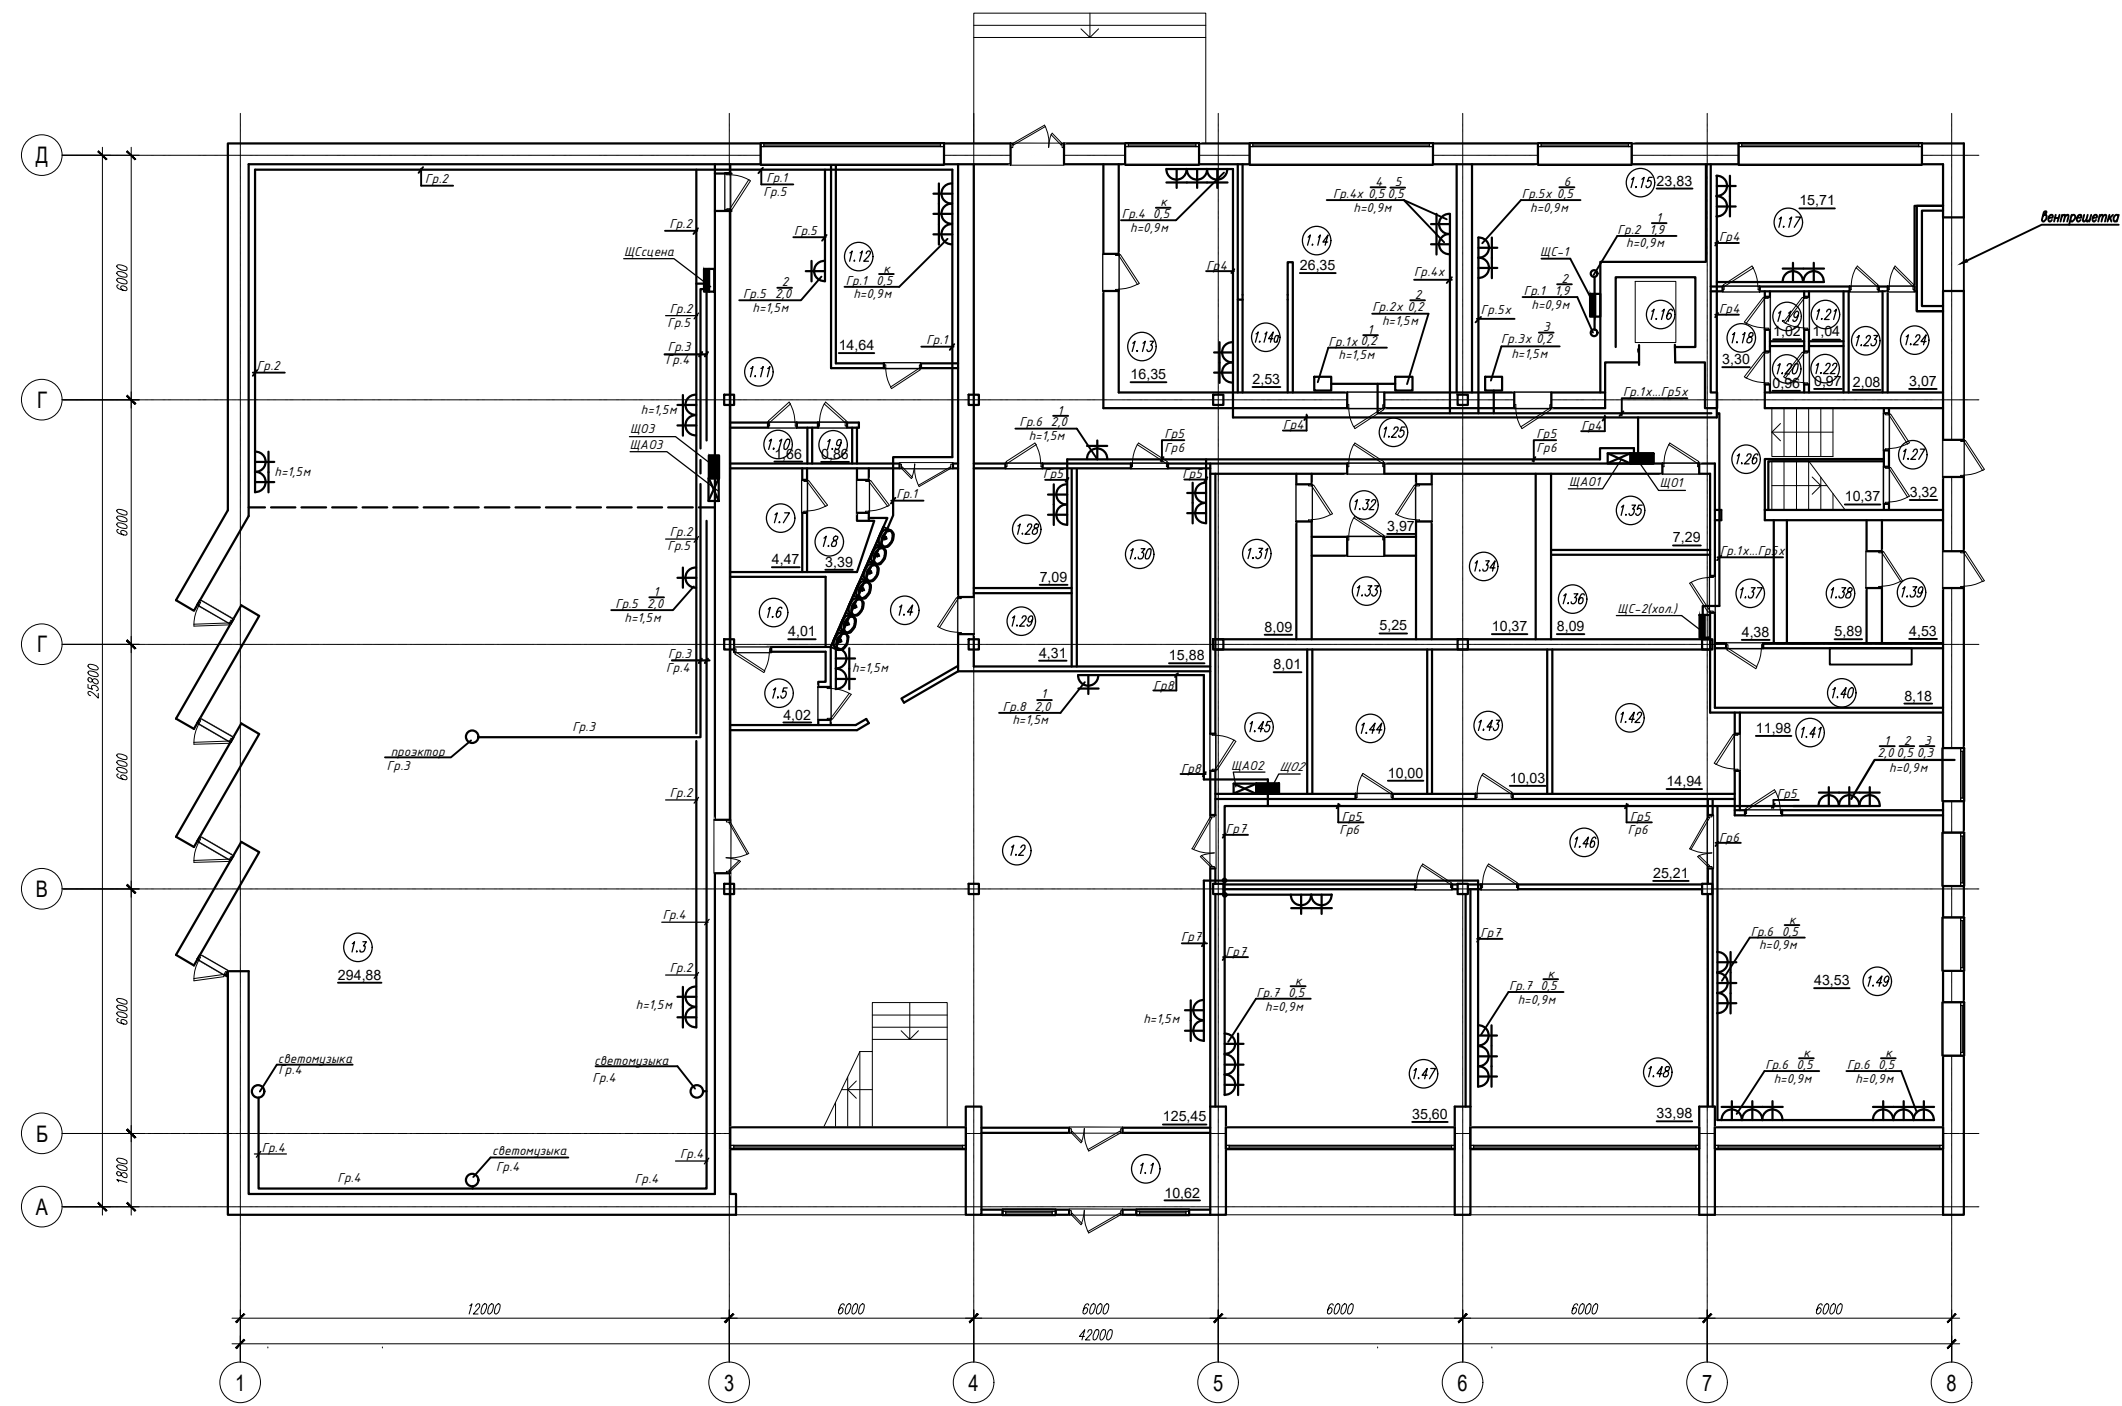 Д
Г
Г
В
Б
А
6000
6000
6000
6000
1800
25800
Гр.2
Гр.2
Гр.2
ЩСсцена
Гр.2
Гр.5
Гр.3
Гр.4
h=1,5м
ЩО3
ЩАО3
h=1,5м
Гр.2
Гр.5
1
Гр.5 2,0
h=1,5м
Гр.3
Гр.4
Гр.3
проэктор
Гр.3
Гр.2
Гр.4
Гр.2
h=1,5м
1.3
294,88
светомузыка
Гр.4
светомузыка
Гр.4
Гр.4
светомузыка
Гр.4
Гр.4
Гр.4
Гр.4
Гр.1
Гр.5
Гр.5
2
Гр.5 2,0
h=1,5м
1.12
к
Гр.1 0,5
h=0,9м
14,64
Гр.1
1.11
1.10
1,66
1.9
0,86
Гр.1
1.7
4,47
1.8
3,39
1.6
4,01
1.4
1.5
4,02
h=1,5м
к
Гр.4 0,5
h=0,9м
Гр4
1.13
16,35
1.14
26,35
1.14а
2,53
4 5
Гр.4х 0,5 0,5
h=0,9м
Гр.4х
2
Гр.2х 0,2
h=1,5м
1
Гр.1х 0,2
h=1,5м
6
Гр.5х 0,5
h=0,9м
1.15
23,83
1
Гр.2 1,9
h=0,9м
ЩС-1
2
Гр.1 1,9
h=0,9м
Гр.5х
3
Гр.3х 0,2
h=1,5м
1.16
Гр.1х...Гр5х
15,71
1.17
Гр4
Гр4
1.18
3,30
1.19
1,02
1.20
0,96
1.21
1,04
1.22
0,97
1.23
2,08
1.24
3,07
вентрешетка
1
Гр.6 2,0
h=1,5м
Гр5
Гр6
Гр4
1.25
Гр5
Гр6
Гр4
ЩАО1
ЩО1
1.26
10,37
1.27
3,32
Гр5
1.28
7,09
1.29
4,31
Гр5
1.30
15,88
1.31
8,09
1.32
3,97
1.33
5,25
1.34
10,37
1.35
7,29
1.36
8,09
Гр.1х...Гр5х
ЩС-2(хол.)
1.37
4,38
1.38
5,89
1.39
4,53
1.40
8,18
11,98
1.41
1 2 3
2,0 0,5 0,3
h=0,9м
Гр5
1
Гр.8 2,0
h=1,5м
Гр8
Гр8
8,01
1.45
ЩАО2
ЩО2
1.44
10,00
1.43
10,03
1.42
14,94
1.2
Гр7
Гр5
Гр6
Гр5
Гр6
1.46
25,21
Гр6
Гр7
Гр7
Гр7
h=1,5м
к
Гр.7 0,5
h=0,9м
к
Гр.7 0,5
h=0,9м
1.47
35,60
1.48
33,98
к
Гр.6 0,5
h=0,9м
43,53
1.49
к
Гр.6 0,5
h=0,9м
к
Гр.6 0,5
h=0,9м
125,45
1.1
10,62
12000
6000
6000
6000
6000
6000
42000
1
3
4
5
6
7
8